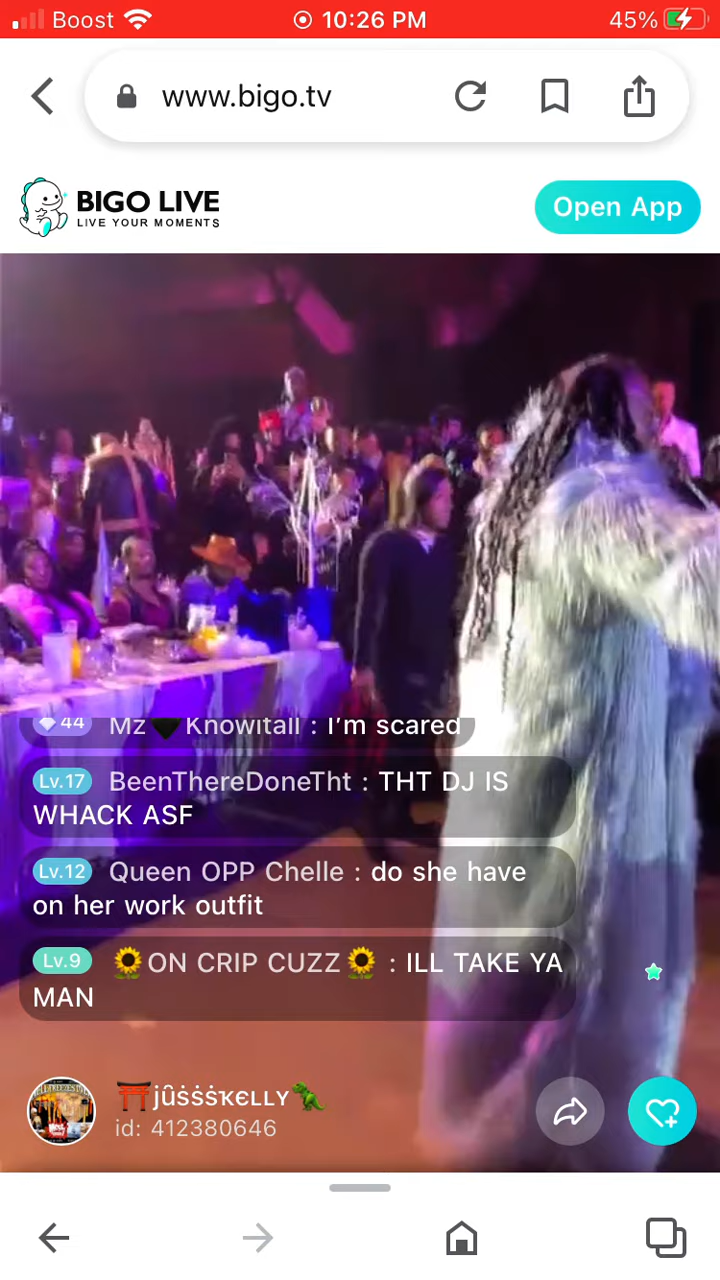 Boost 10:26 PM 45%
www.bigo.tv
BIGO LIVE
LIVE YOUR MOMENTS
Open App
44 Mz🖤Knowitall : I'm scared
Lv.17 BeenThereDoneTht : THT DJ IS
WHACK ASF
Lv.12 Queen OPP Chelle : do she have
on her work outfit
Lv.9 🌻ON CRIP CUZZ🌻 : ILL TAKE YA
MAN
⛩️jȗṡṡṡҡєʟʟʏ🦖
id: 412380646